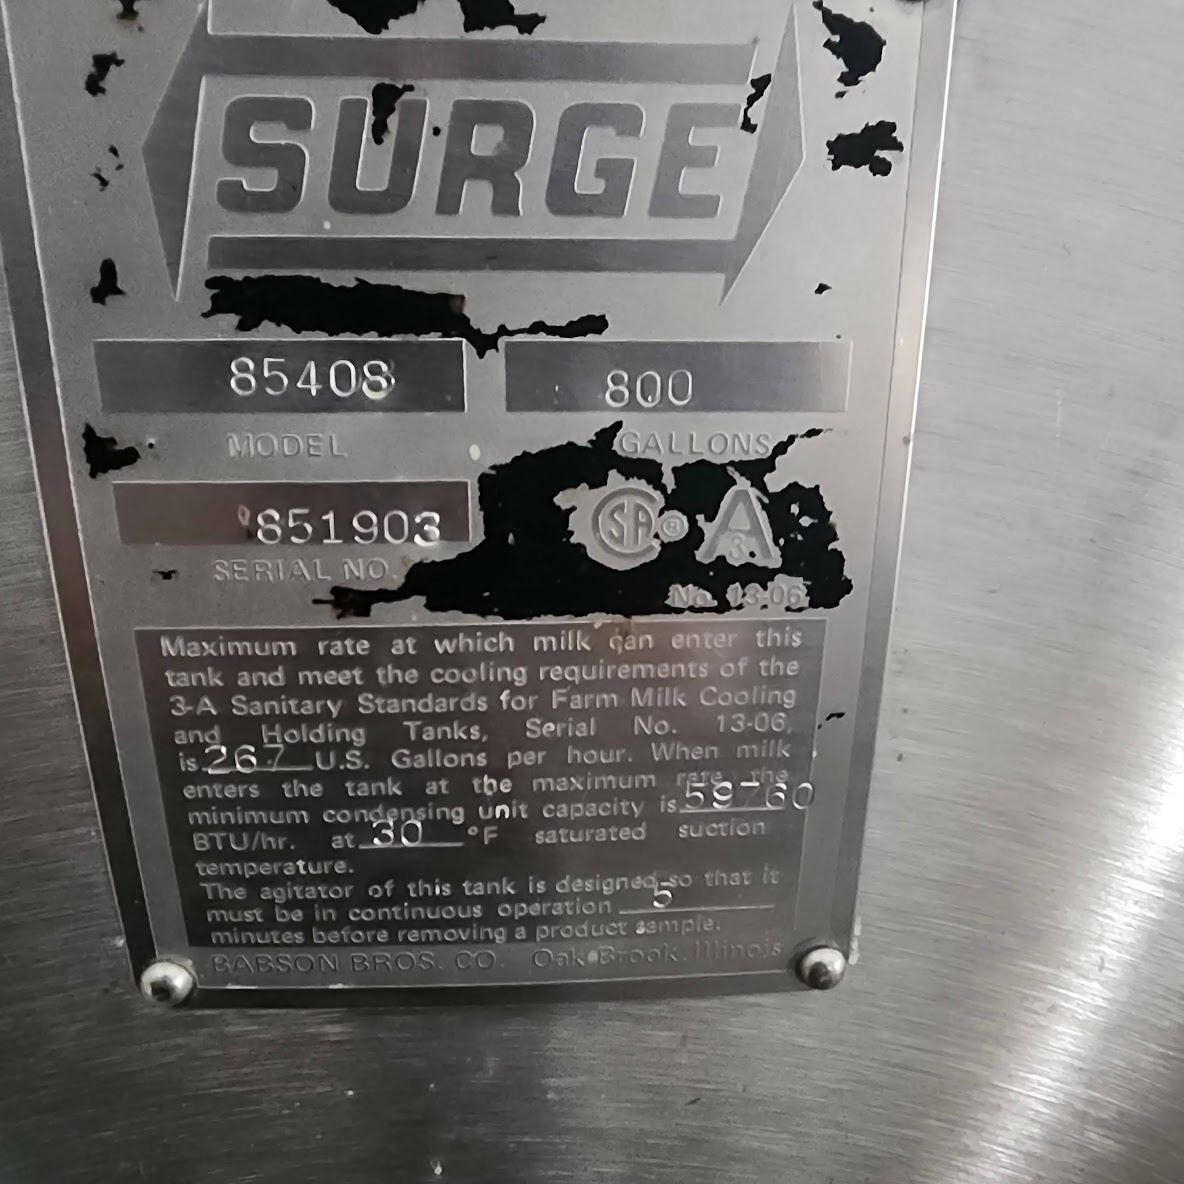 SURGE
85408 800
MODEL GALLONS
851903
SERIAL NO.
CSA ® 3 A
No. 13-06
Maximum rate at which milk can enter this
tank and meet the cooling requirements of the
3-A Sanitary Standards for Farm Milk Cooling
and Holding Tanks, Serial No. 13-06,
is 267 U.S. Gallons per hour. When milk
enters the tank at the maximum rate the
minimum condensing unit capacity is 59760
BTU/hr. at 30 °F saturated suction
temperature.
The agitator of this tank is designed so that it
must be in continuous operation 5
minutes before removing a product sample.
BABSON BROS. CO. Oak Brook, Illinois